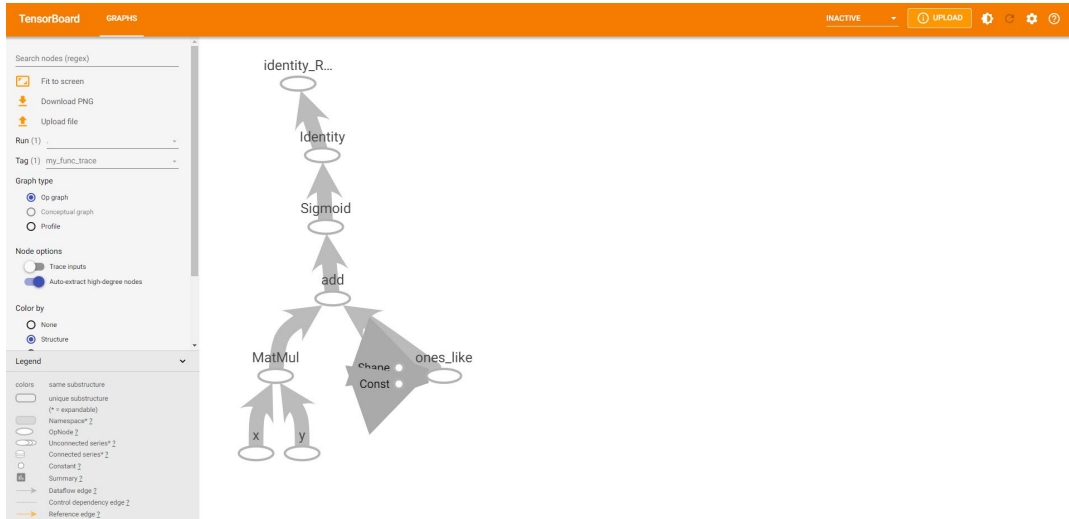 TensorBoard GRAPHS INACTIVE UPLOAD
Search nodes (regex)
Fit to screen
Download PNG
Upload file
Run (1) .
Tag (1) my_func_trace
Graph type
Op graph
Conceptual graph
Profile
Node options
Trace inputs
Auto-extract high-degree nodes
Color by
None
Structure
Legend
colors same substructure
unique substructure
(* = expandable)
Namespace* ?
OpNode ?
Unconnected series* ?
Connected series* ?
Constant ?
Summary ?
Dataflow edge ?
Control dependency edge ?
Reference edge ?
identity_R...
Identity
Sigmoid
add
MatMul
ones_like
Shape
Const
x y